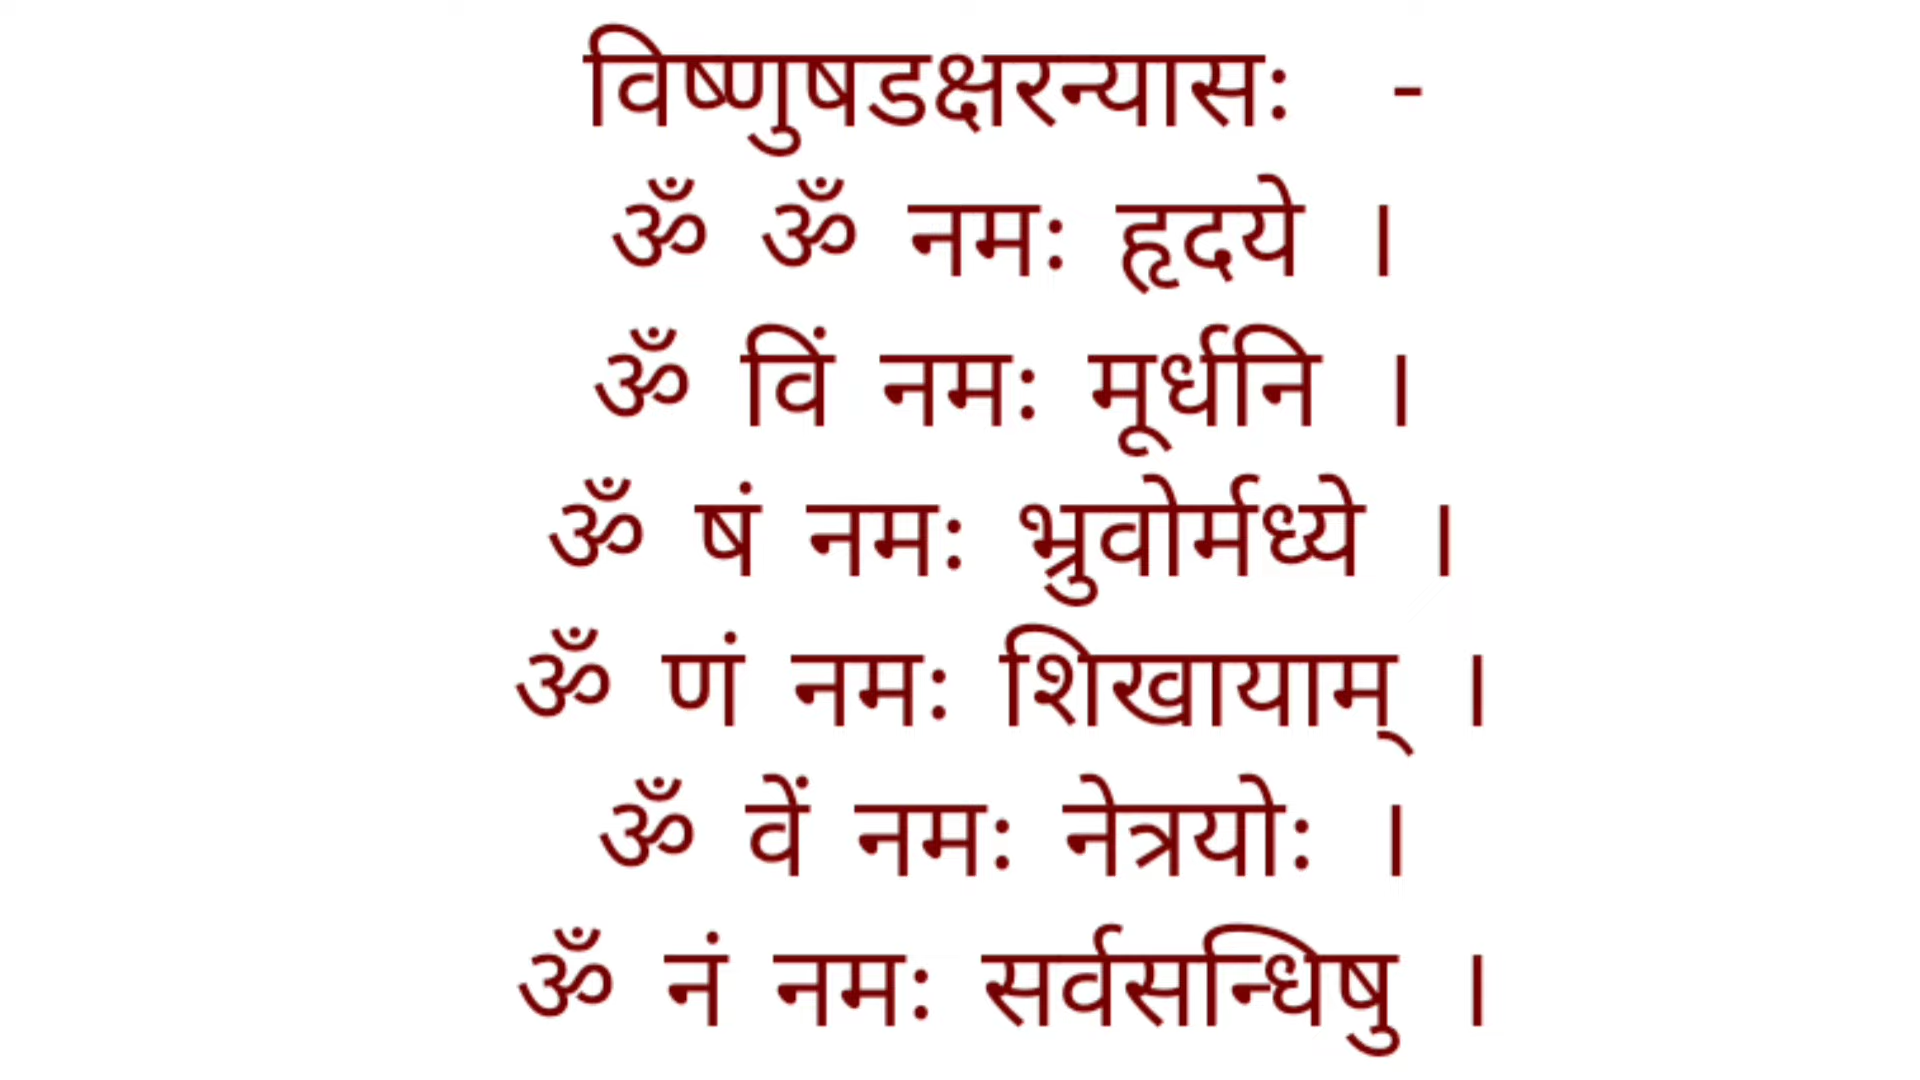 विष्णुषडक्षरन्यासः -
ॐ ॐ नमः हृदये ।
ॐ विं नमः मूर्धनि ।
ॐ षं नमः भ्रुवोर्मध्ये ।
ॐ णं नमः शिखायाम् ।
ॐ वें नमः नेत्रयोः ।
ॐ नं नमः सर्वसन्धिषु ।